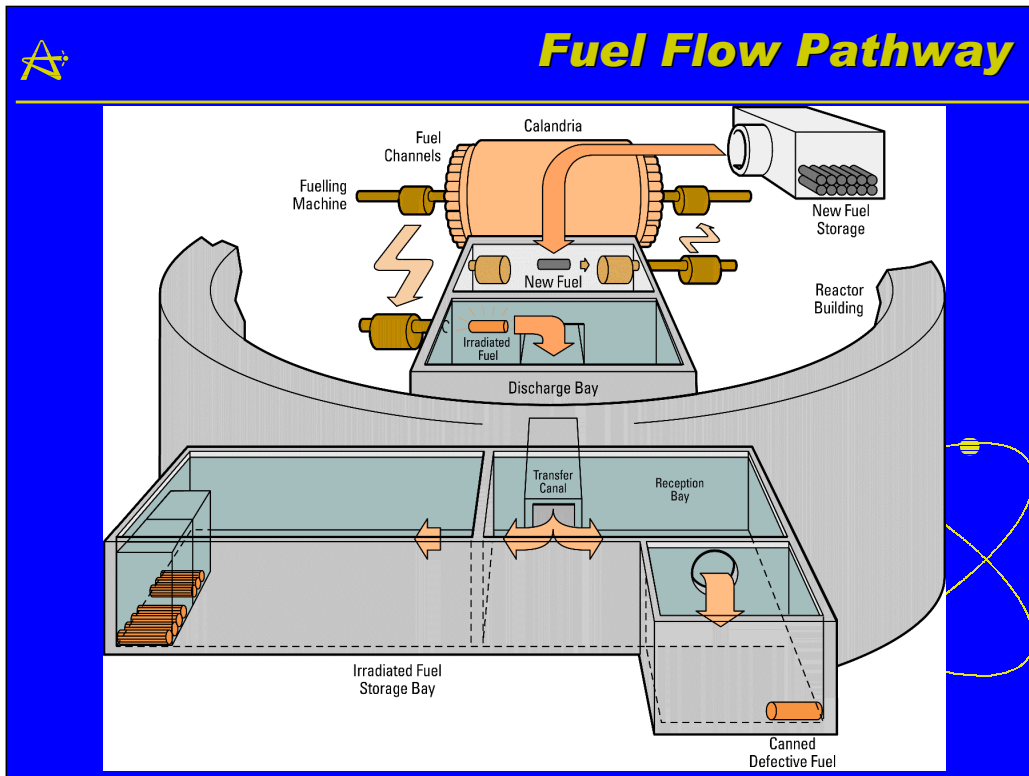 Fuel Flow Pathway
Calandria
Fuel
Channels
Fuelling
Machine
New Fuel
Storage
New Fuel
Reactor
Building
Irradiated
Fuel
Discharge Bay
Transfer
Canal
Reception
Bay
Irradiated Fuel
Storage Bay
Canned
Defective Fuel